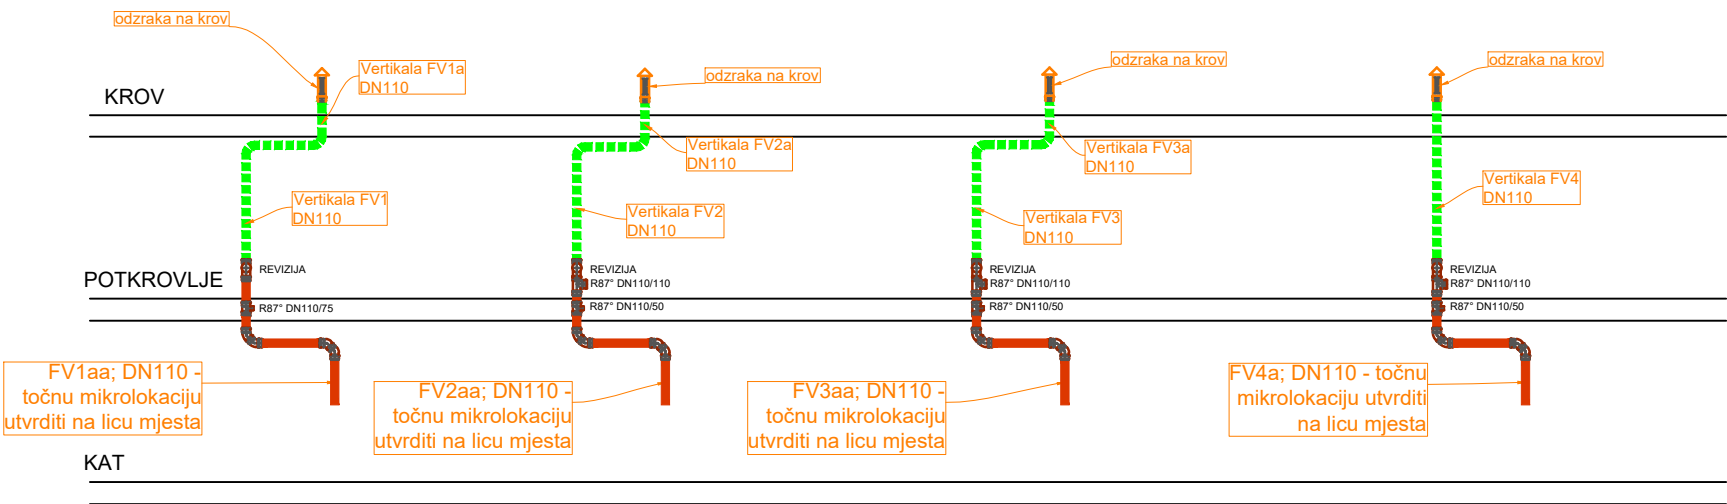 odzraka na krov
Vertikala FV1a
DN110
odzraka na krov
odzraka na krov
odzraka na krov
KROV
Vertikala FV2a
DN110
Vertikala FV3a
DN110
Vertikala FV1
DN110
Vertikala FV2
DN110
Vertikala FV3
DN110
Vertikala FV4
DN110
POTKROVLJE
REVIZIJA
R87° DN110/75
REVIZIJA
R87° DN110/110
R87° DN110/50
REVIZIJA
R87° DN110/110
R87° DN110/50
REVIZIJA
R87° DN110/110
R87° DN110/50
FV1aa; DN110 -
točnu mikrolokaciju
utvrditi na licu mjesta
FV2aa; DN110 -
točnu mikrolokaciju
utvrditi na licu mjesta
FV3aa; DN110 -
točnu mikrolokaciju
utvrditi na licu mjesta
FV4a; DN110 - točnu
mikrolokaciju utvrditi
na licu mjesta
KAT